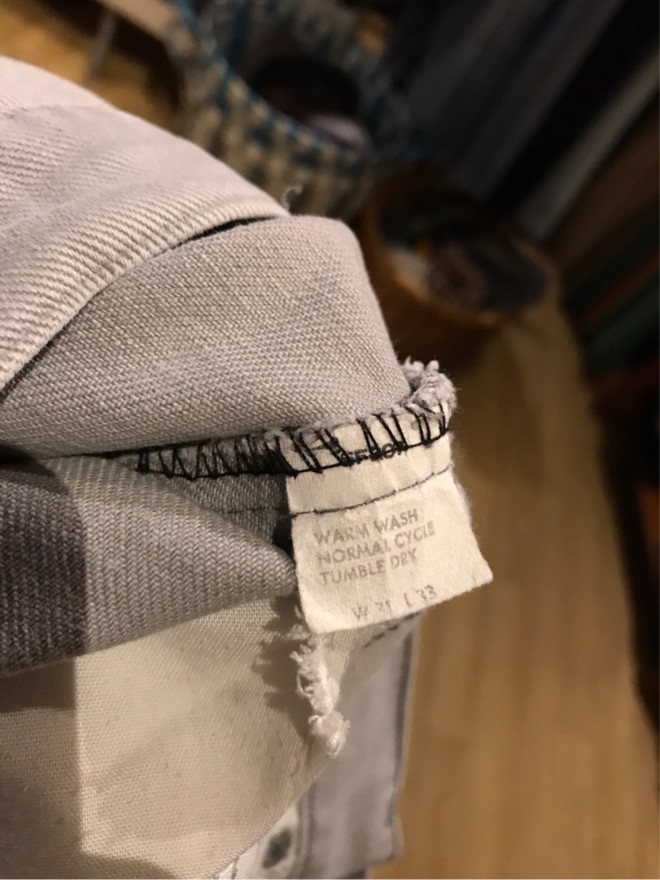 WARM WASH
NORMAL CYCLE
TUMBLE DRY
W 31 L 33